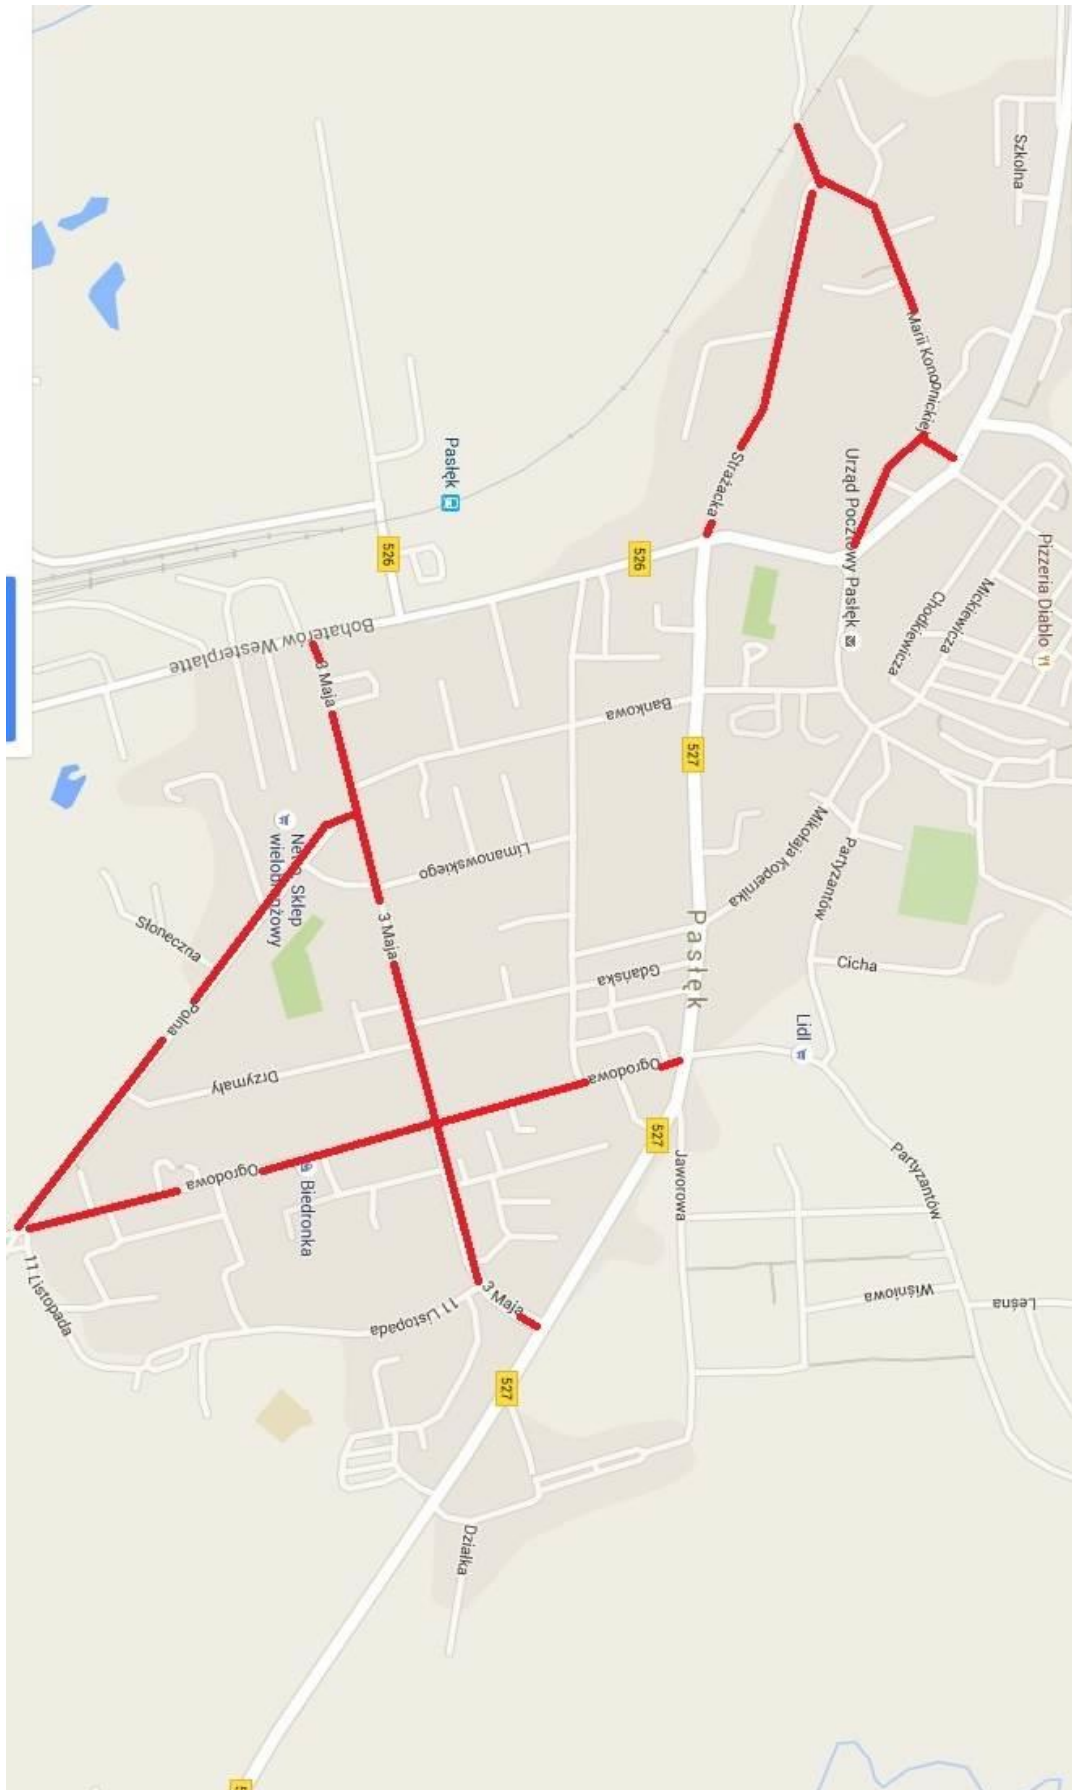 Szkolna
Marii Konopnickiej
Pizzeria Diablo
Pasłęk
Strażacka
Urząd Pocztowy Pasłęk
526
526
Mickiewicza
Chodkiewicza
Bohaterów Westerplatte
3 Maja
Bankowa
527
Netto. Sklep
wielobranżowy
Limanowskiego
Mikołaja Kopernika
Partyzantów
3 Maja
Pasłęk
Słoneczna
Gdańska
Cicha
Polna
Lidl
Drzymały
Ogrodowa
527
Ogrodowa
Biedronka
Jaworowa
Partyzantów
11 Listopada
3 Maja
11 Listopada
Wiśniowa
Leśna
527
Działka